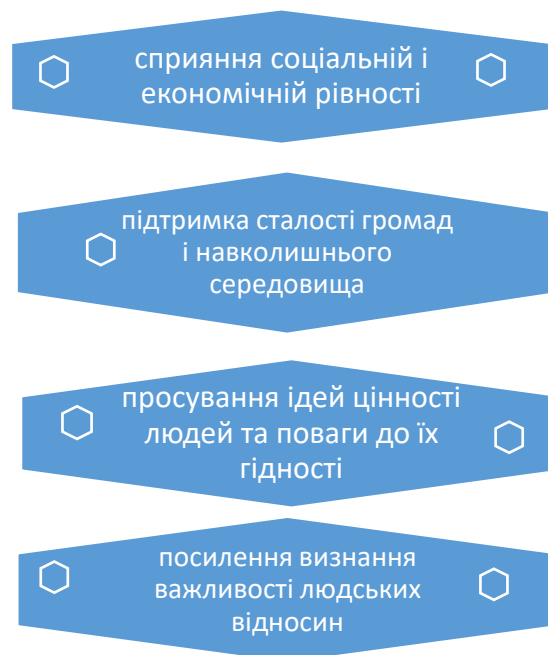 сприяння соціальній і
економічній рівності
підтримка сталості громад
і навколишнього
середовища
просування ідей цінності
людей та поваги до їх
гідності
посилення визнання
важливості людських
відносин